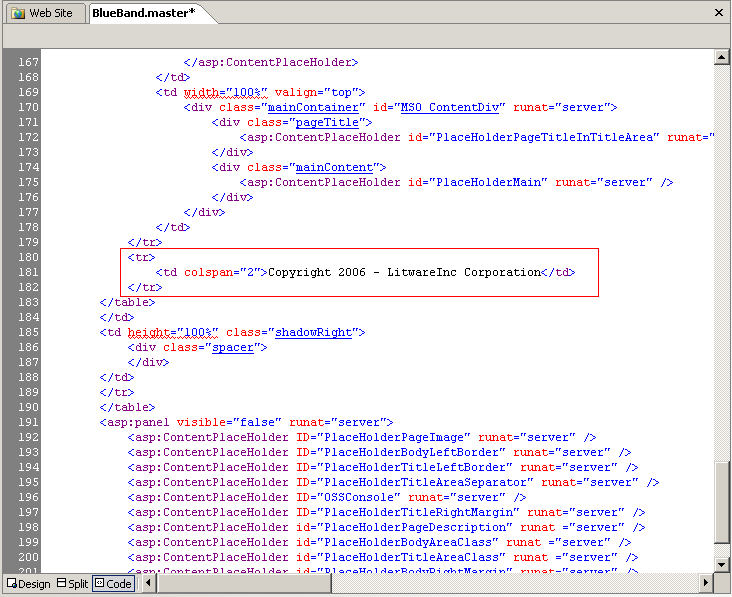 Web Site BlueBand.master* ×
167 </asp:ContentPlaceHolder>
168 </td>
169 <td width="100%" valign="top">
170 <div class="mainContainer" id="MSO_ContentDiv" runat="server">
171 <div class="pageTitle">
172 <asp:ContentPlaceHolder id="PlaceHolderPageTitleInTitleArea" runat="
173 </div>
174 <div class="mainContent">
175 <asp:ContentPlaceHolder id="PlaceHolderMain" runat="server" />
176 </div>
177 </div>
178 </td>
179 </tr>
180 <tr>
181 <td colspan="2">Copyright 2006 - LitwareInc Corporation</td>
182 </tr>
183 </table>
184 </td>
185 <td height="100%" class="shadowRight">
186 <div class="spacer">
187 </div>
188 </td>
189 </tr>
190 </table>
191 <asp:panel visible="false" runat="server">
192 <asp:ContentPlaceHolder ID="PlaceHolderPageImage" runat="server" />
193 <asp:ContentPlaceHolder ID="PlaceHolderBodyLeftBorder" runat="server" />
194 <asp:ContentPlaceHolder ID="PlaceHolderTitleLeftBorder" runat="server" />
195 <asp:ContentPlaceHolder ID="PlaceHolderTitleAreaSeparator" runat="server" />
196 <asp:ContentPlaceHolder ID="OSSConsole" runat="server" />
197 <asp:ContentPlaceHolder ID="PlaceHolderTitleRightMargin" runat="server" />
198 <asp:ContentPlaceHolder id="PlaceHolderPageDescription" runat ="server" />
199 <asp:ContentPlaceHolder id="PlaceHolderBodyAreaClass" runat ="server" />
200 <asp:ContentPlaceHolder id="PlaceHolderTitleAreaClass" runat ="server" />
201 <asp:ContentPlaceHolder id="PlaceHolderBodyRightMargin" runat="server" />
Design Split Code